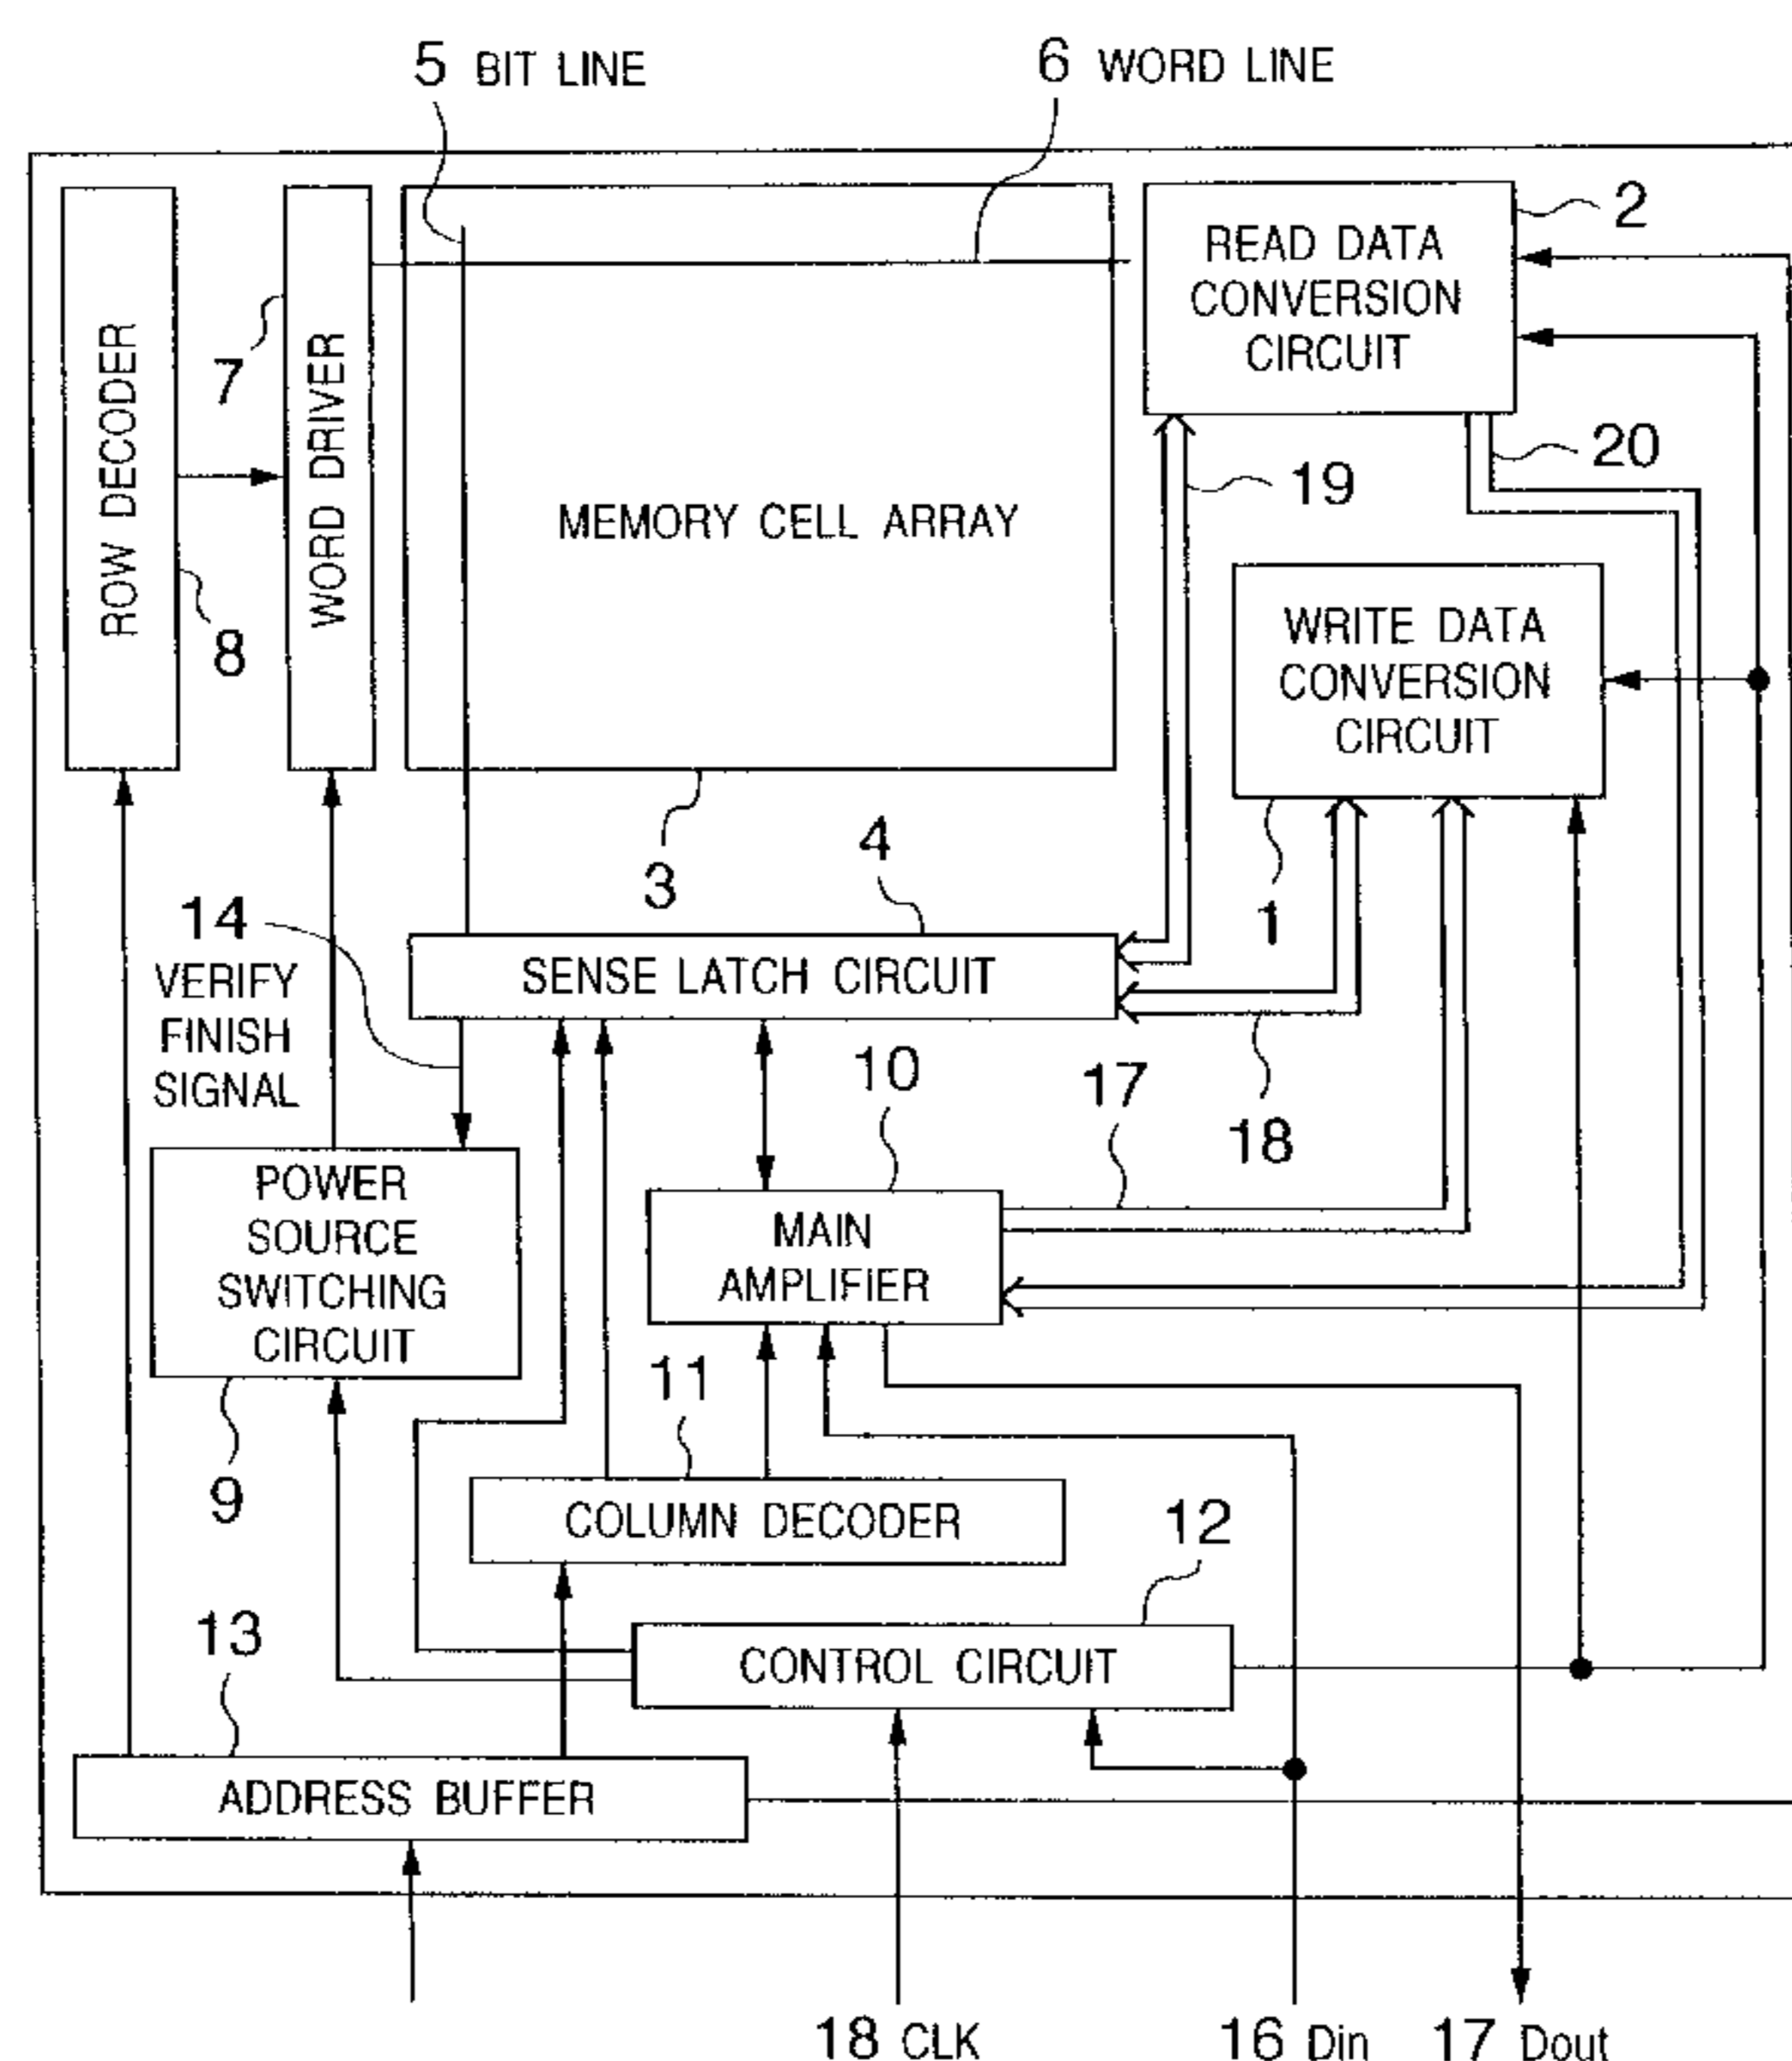 5 BIT LINE
6 WORD LINE
2
READ DATA
CONVERSION
CIRCUIT
7
ROW DECODER
WORD DRIVER
20
19
MEMORY CELL ARRAY
8
WRITE DATA
CONVERSION
CIRCUIT
4
3
1
14
VERIFY
FINISH
SIGNAL
SENSE LATCH CIRCUIT
10
17
18
POWER
SOURCE
SWITCHING
CIRCUIT
MAIN
AMPLIFIER
11
9
COLUMN DECODER
12
13
CONTROL CIRCUIT
ADDRESS BUFFER
18 CLK
16 Din
17 Dout